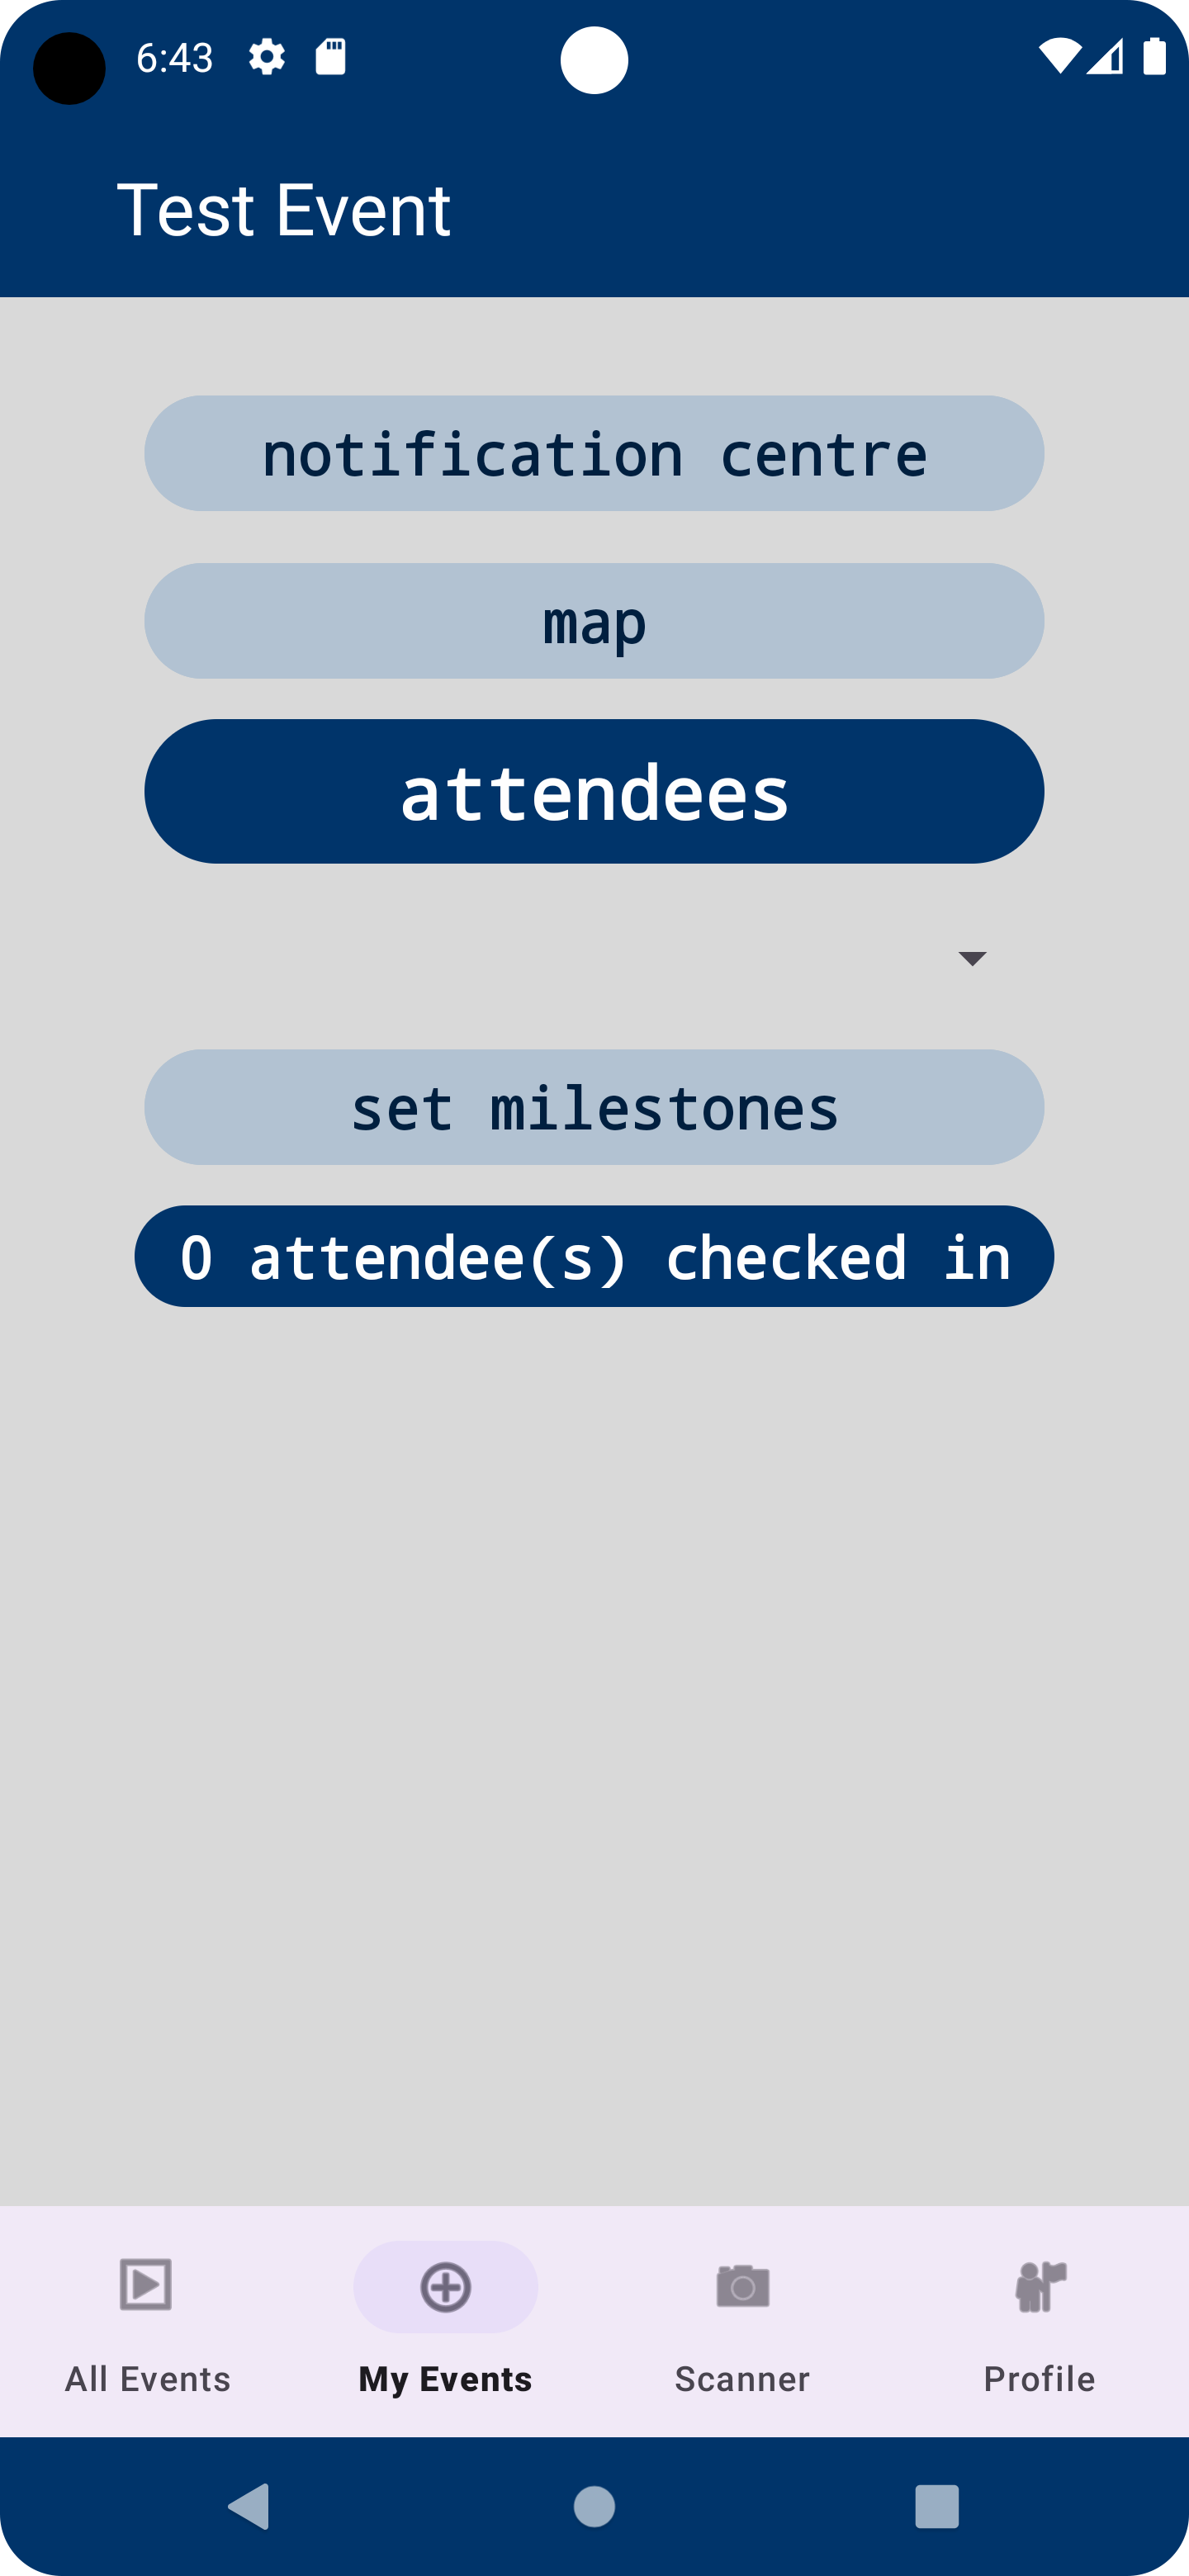 6:43
Test Event
notification centre
map
attendees
set milestones
0 attendee(s) checked in
All Events
My Events
Scanner
Profile